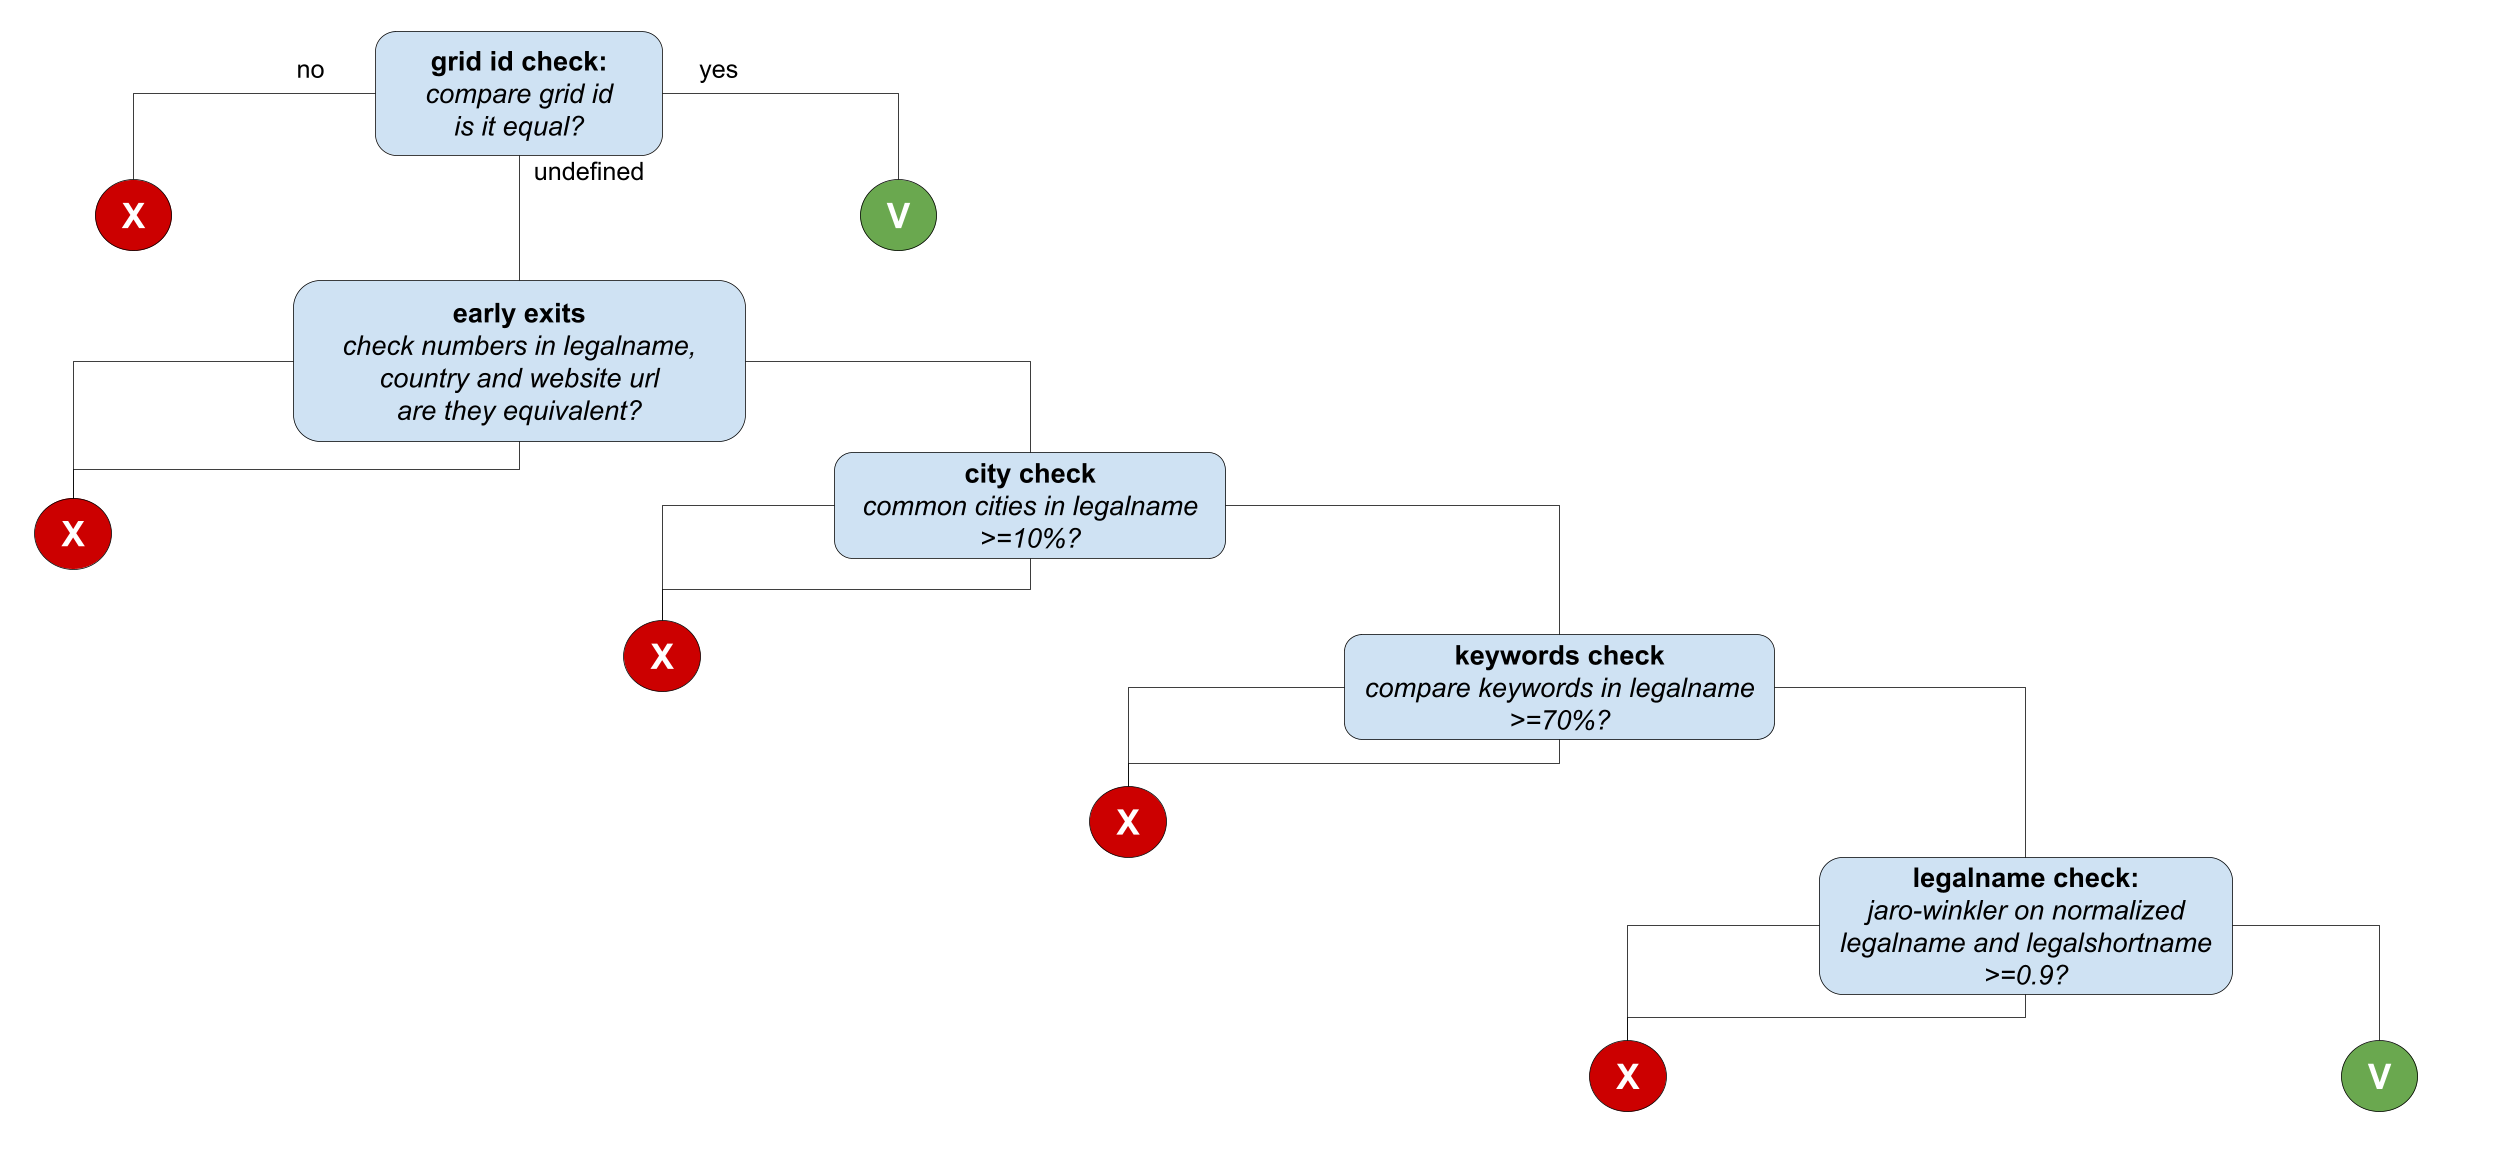 grid id check:
compare grid id
is it equal?
no
yes
undefined
X
V
early exits
check numbers in legalname,
country and website url
are they equivalent?
X
city check
common cities in legalname
>=10%?
X
keywords check
compare keywords in legalname
>=70%?
X
legalname check:
jaro-winkler on normalized
legalname and legalshortname
>=0.9?
X
V